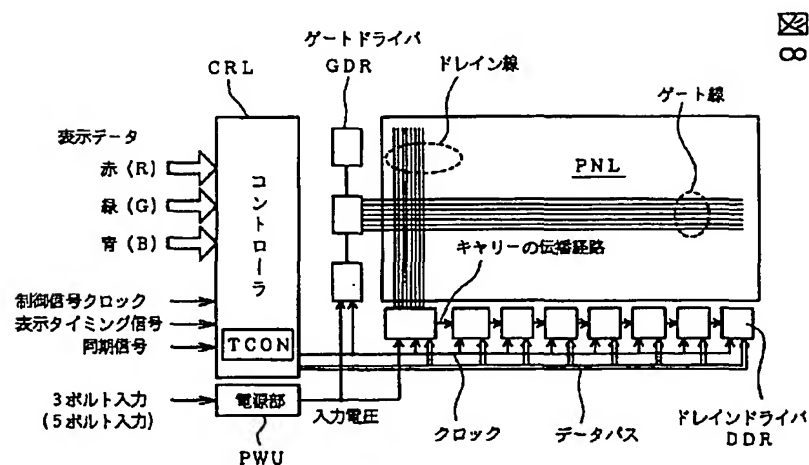 図8
ゲートドライバ
GDR
ドレイン線
CRL
ゲート線
表示データ
赤(R)
緑(G)
青(B)
コントローラ
PNL
キャリーの伝播経路
制御信号クロック
表示タイミング信号
同期信号
TCON
3ボルト入力
(5ボルト入力)
電源部
PWU
入力電圧
クロック
データバス
ドレインドライバ
DDR